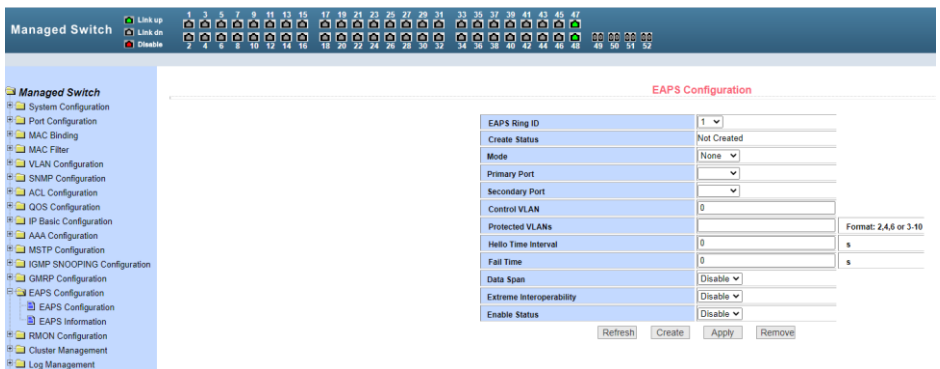 Managed Switch
Link up
Link dn
Disable
1 3 5 7 9 11 13 15 17 19 21 23 25 27 29 31 33 35 37 39 41 43 45 47
2 4 6 8 10 12 14 16 18 20 22 24 26 28 30 32 34 36 38 40 42 44 46 48 49 50 51 52
Managed Switch
System Configuration
Port Configuration
MAC Binding
MAC Filter
VLAN Configuration
SNMP Configuration
ACL Configuration
QOS Configuration
IP Basic Configuration
AAA Configuration
MSTP Configuration
IGMP SNOOPING Configuration
GMRP Configuration
EAPS Configuration
EAPS Configuration
EAPS Information
RMON Configuration
Cluster Management
Log Management
EAPS Configuration
EAPS Ring ID 1
Create Status Not Created
Mode None
Primary Port
Secondary Port
Control VLAN 0
Protected VLANs Format: 2,4,6 or 3-10
Hello Time Interval 0 s
Fail Time 0 s
Data Span Disable
Extreme Interoperability Disable
Enable Status Disable
Refresh Create Apply Remove